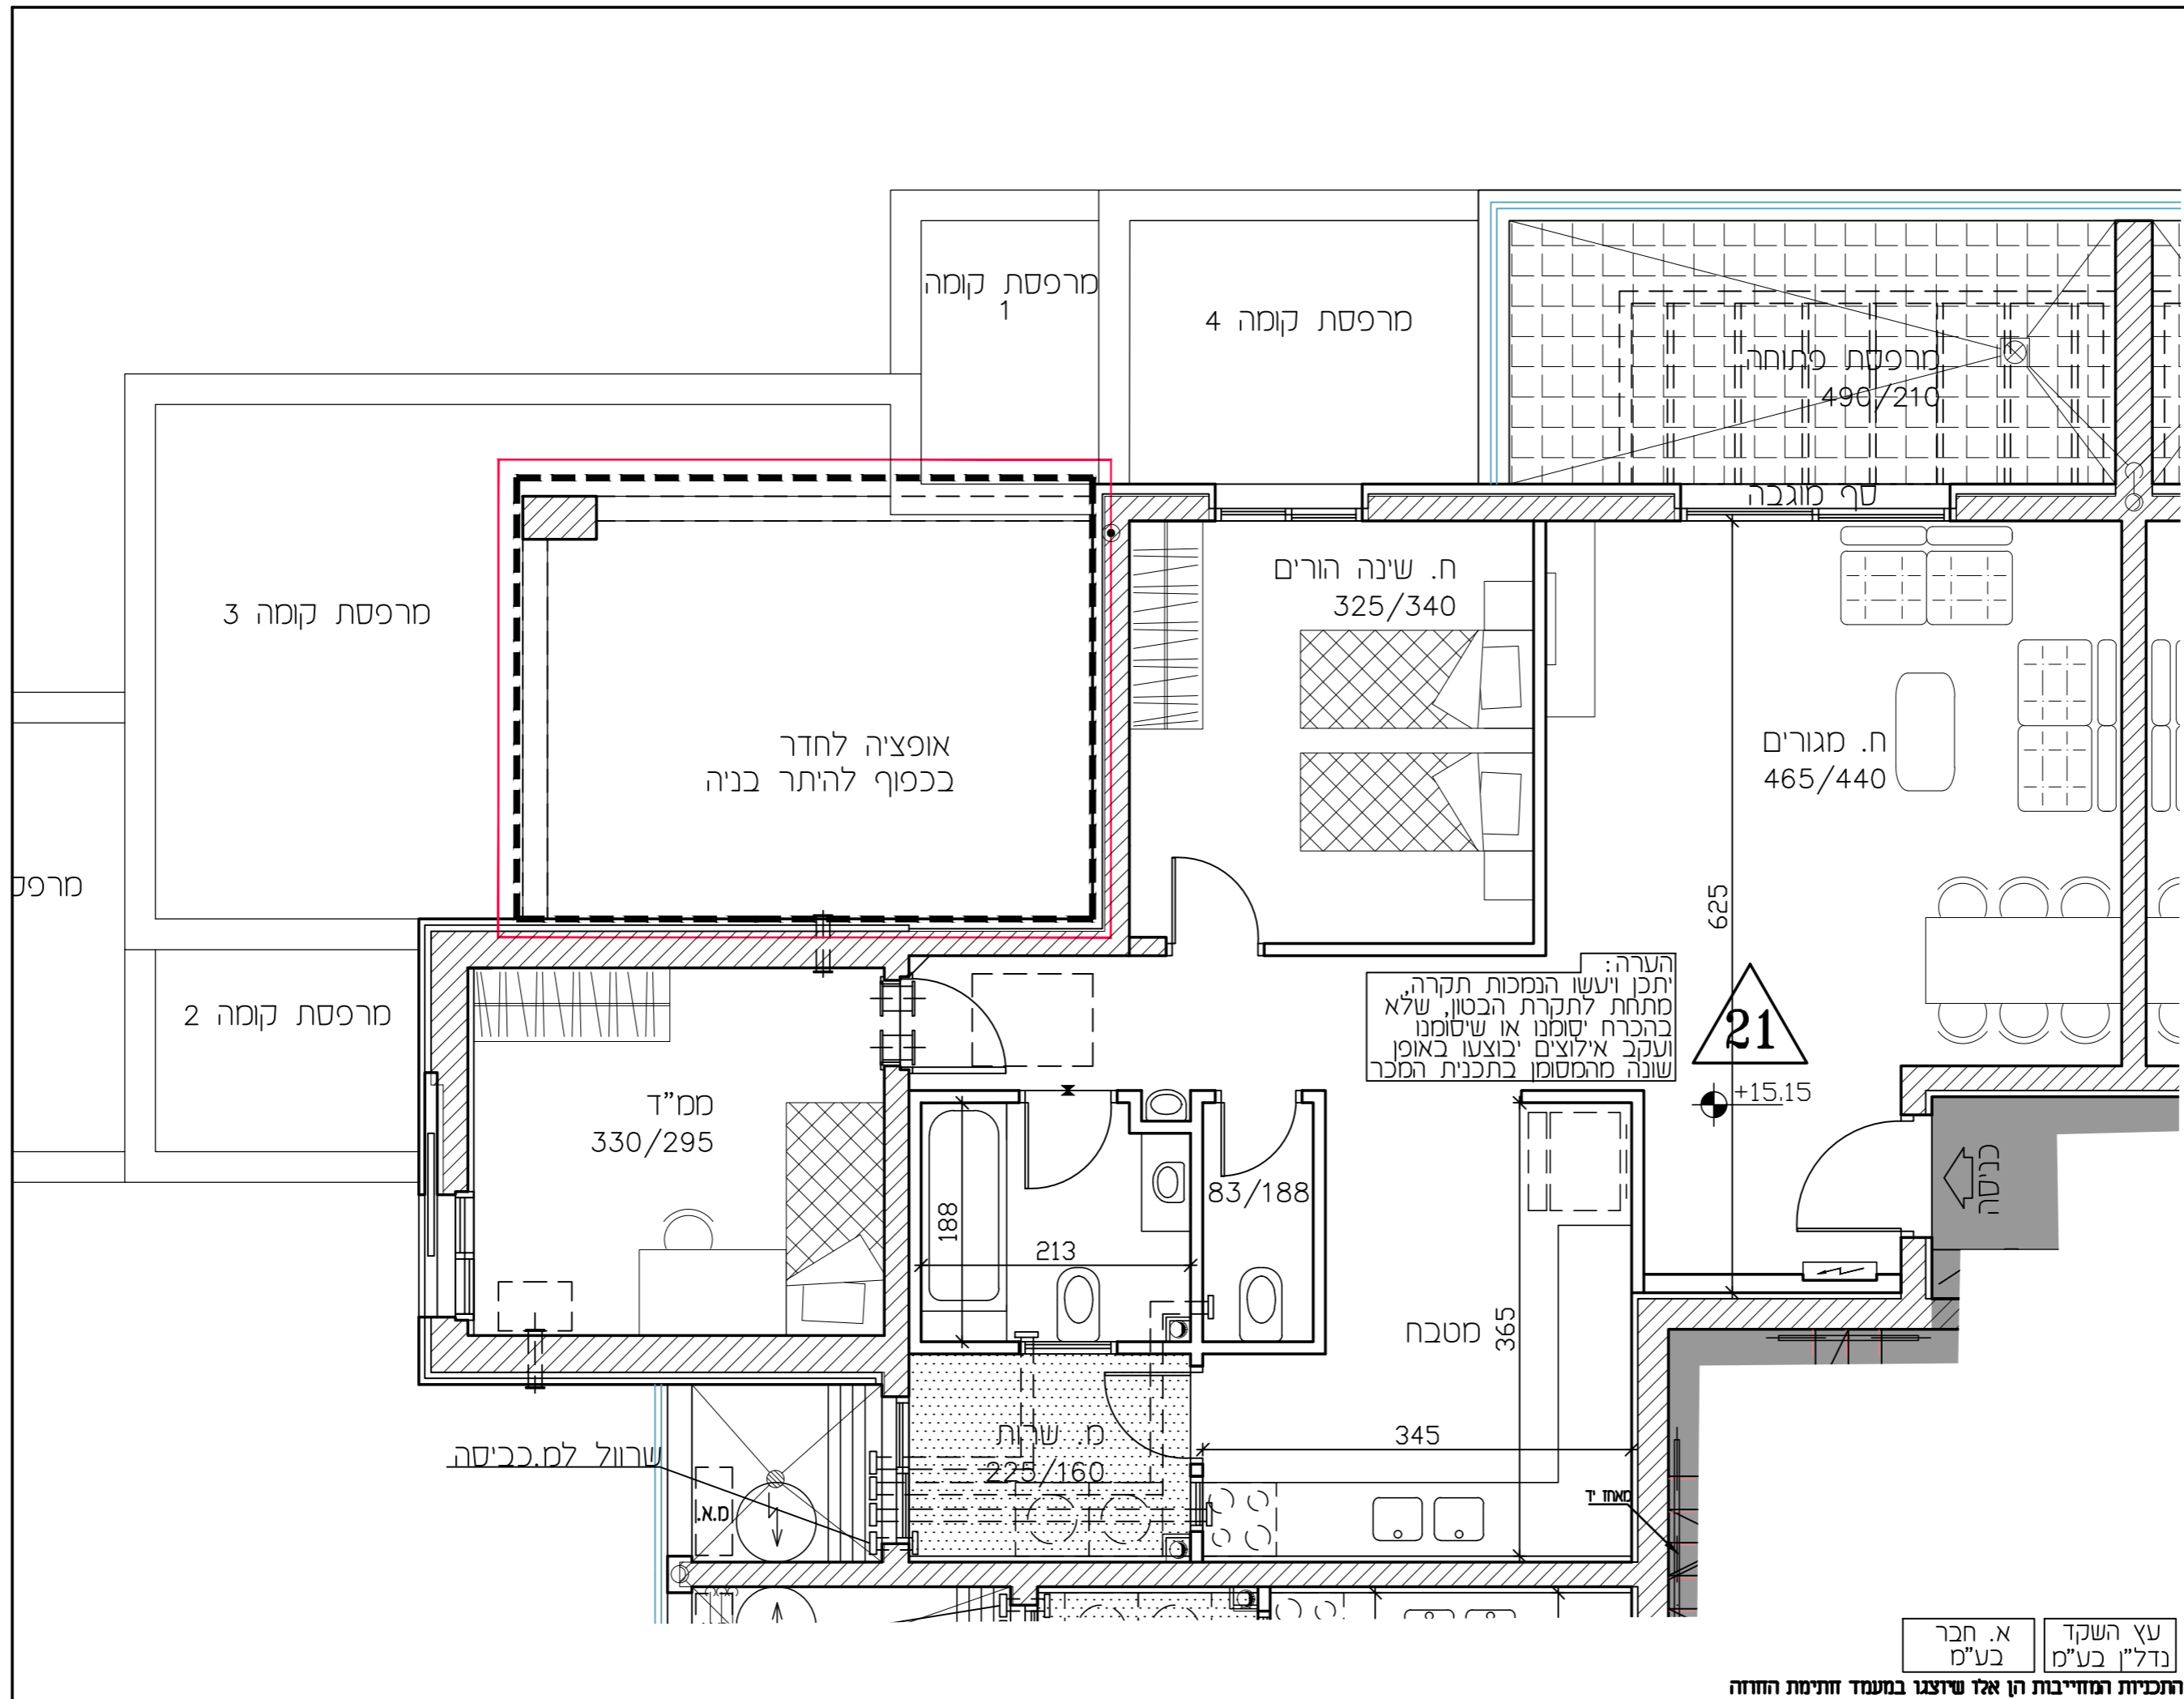 מרפסת קומה
1
מרפסת קומה 4
מרפסת פתוחה
490/210
סף מוגבה
מרפסת קומה 3
ח. שינה הורים
325/340
אופציה לחדר
בכפוף להיתר בניה
ח. מגורים
465/440
625
מרפס
מרפסת קומה 2
הערה:
יתכן ויעשו הנמכות תקרה,
מתחת לתקרת הבטון, שלא
בהכרח יסומנו או שיסומנו
ועקב אילוצים יבוצעו באופן
שונה מהמסומן בתכנית המכר
21
+15.15
ממ"ד
330/295
188
213
83/188
כניסה
מטבח
365
345
מ. שרות
225/160
שרוול למ.כביסה
מ.א.
מאחז יד
עץ השקד
נדל"ן בע"מ
א. חבר
בע"מ
התכניות המחייבות הן אלו שיוצגו במעמד חתימת החוזה